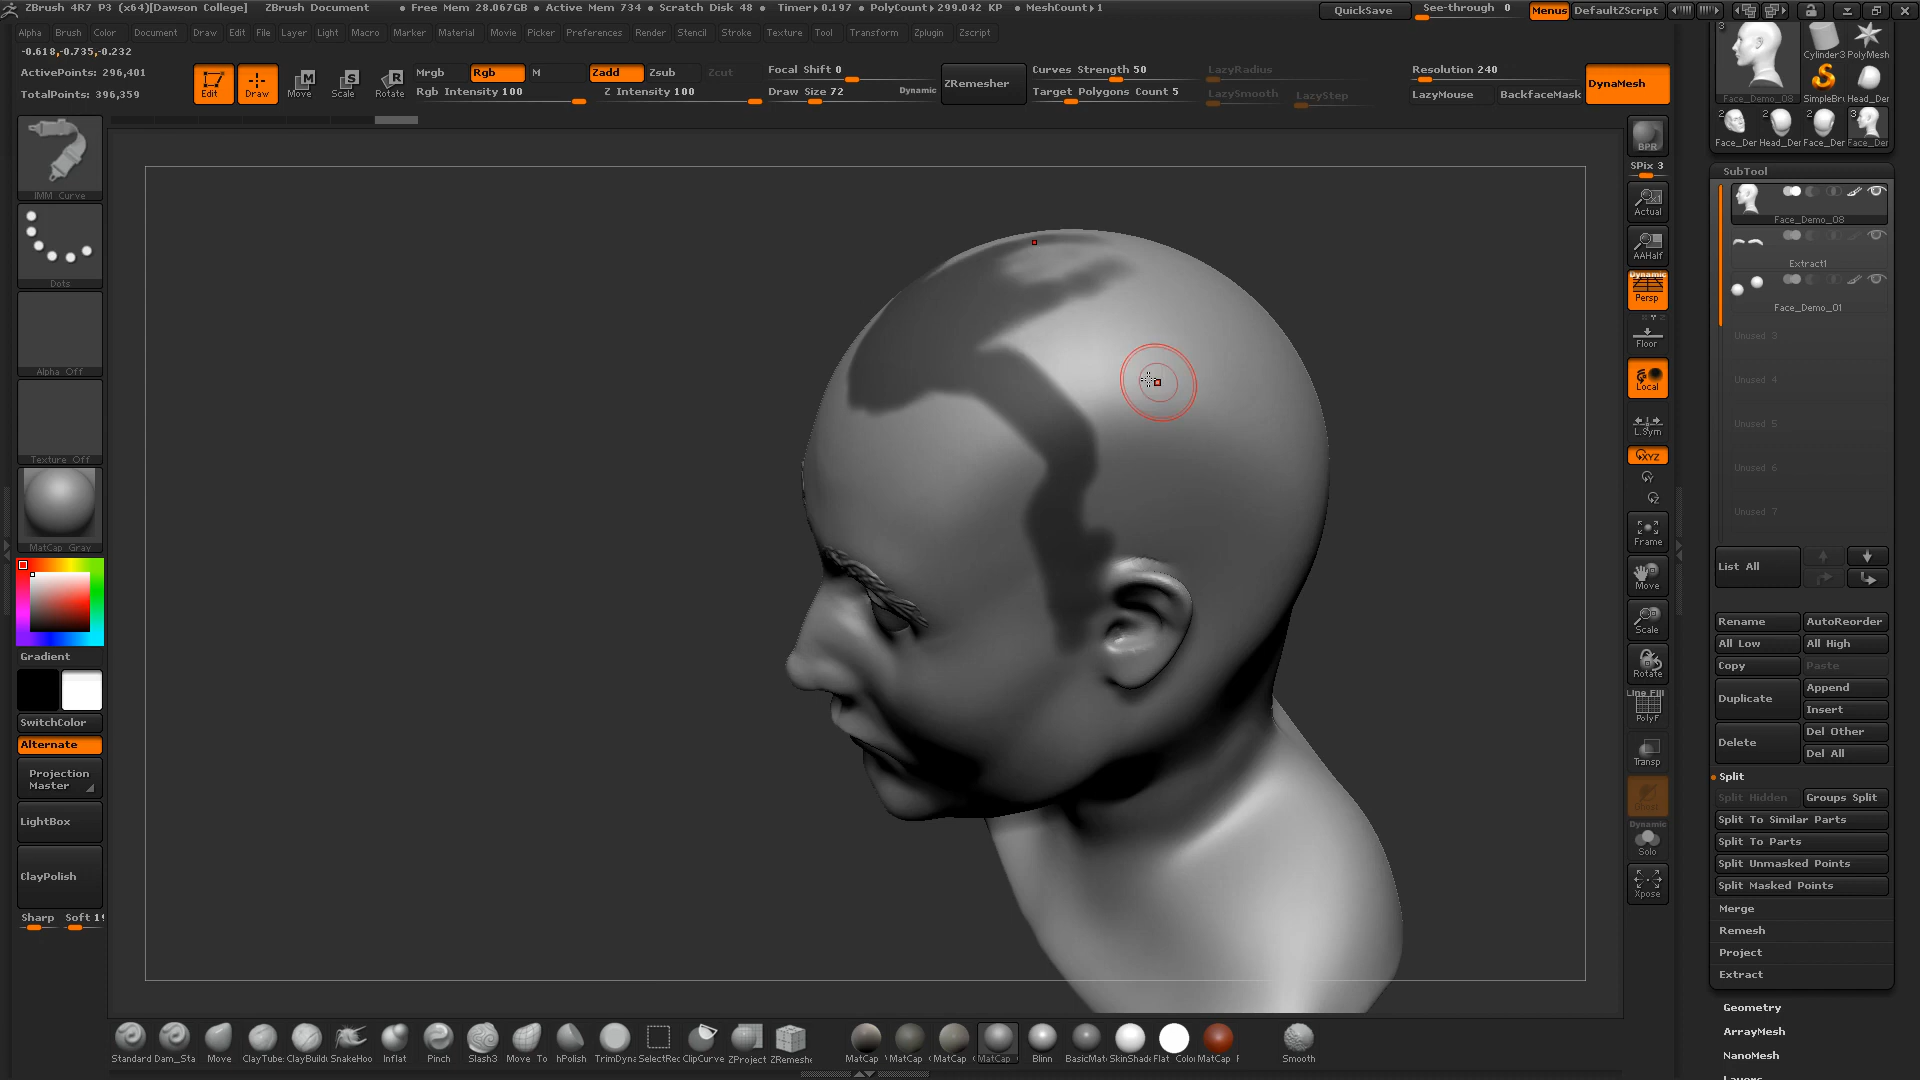 ZBrush 4R7 P3 (x64)[Dawson College] ZBrush Document • Free Mem 28.067GB • Active Mem 734 • Scratch Disk 48 • Timer▸0.197 • PolyCount▸299.042 KP • MeshCount▸1 QuickSave See-through 0 Menus DefaultZScript
Alpha Brush Color Document Draw Edit File Layer Light Macro Marker Material Movie Picker Preferences Render Stencil Stroke Texture Tool Transform Zplugin Zscript
-0.618,-0.735,-0.232
ActivePoints: 296,401
TotalPoints: 396,359
Edit Draw Move Scale Rotate
Mrgb Rgb M Zadd Zsub Zcut
Rgb Intensity 100 Z Intensity 100
Focal Shift 0
Draw Size 72 Dynamic
ZRemesher
Curves Strength 50
Target Polygons Count 5
LazyRadius
LazySmooth LazyStep
Resolution 240
LazyMouse BackfaceMask
DynaMesh
IMM Curve
Dots
Alpha Off
Texture Off
MatCap Gray
Gradient
SwitchColor
Alternate
Projection
Master
LightBox
ClayPolish
Sharp Soft 19
BPR
SPix 3
Actual
AAHalf
Dynamic
Persp
Floor
Local
L.Sym
XYZ
Frame
Move
Scale
Rotate
Line Fill
PolyF
Transp
Ghost
Dynamic
Solo
Xpose
Face_Demo_08
Cylinder3 PolyMesh
SimpleBru Head_Der
Face_Der Head_Der Face_Der Face_Der
SubTool
Face_Demo_08
Extract1
Face_Demo_01
Unused 3
Unused 4
Unused 5
Unused 6
Unused 7
List All
Rename AutoReorder
All Low All High
Copy Paste
Duplicate Append
Insert
Delete Del Other
Del All
Split
Split Hidden Groups Split
Split To Similar Parts
Split To Parts
Split Unmasked Points
Split Masked Points
Merge
Remesh
Project
Extract
Geometry
ArrayMesh
NanoMesh
Layers
Standard Dam_Sta Move ClayTube: ClayBuildu SnakeHoo Inflat Pinch Slash3 Move To hPolish TrimDyna SelectRec ClipCurve ZProject ZRemeshe MatCap MatCap MatCap MatCap Blinn BasicMat SkinShade Flat Color MatCap Smooth